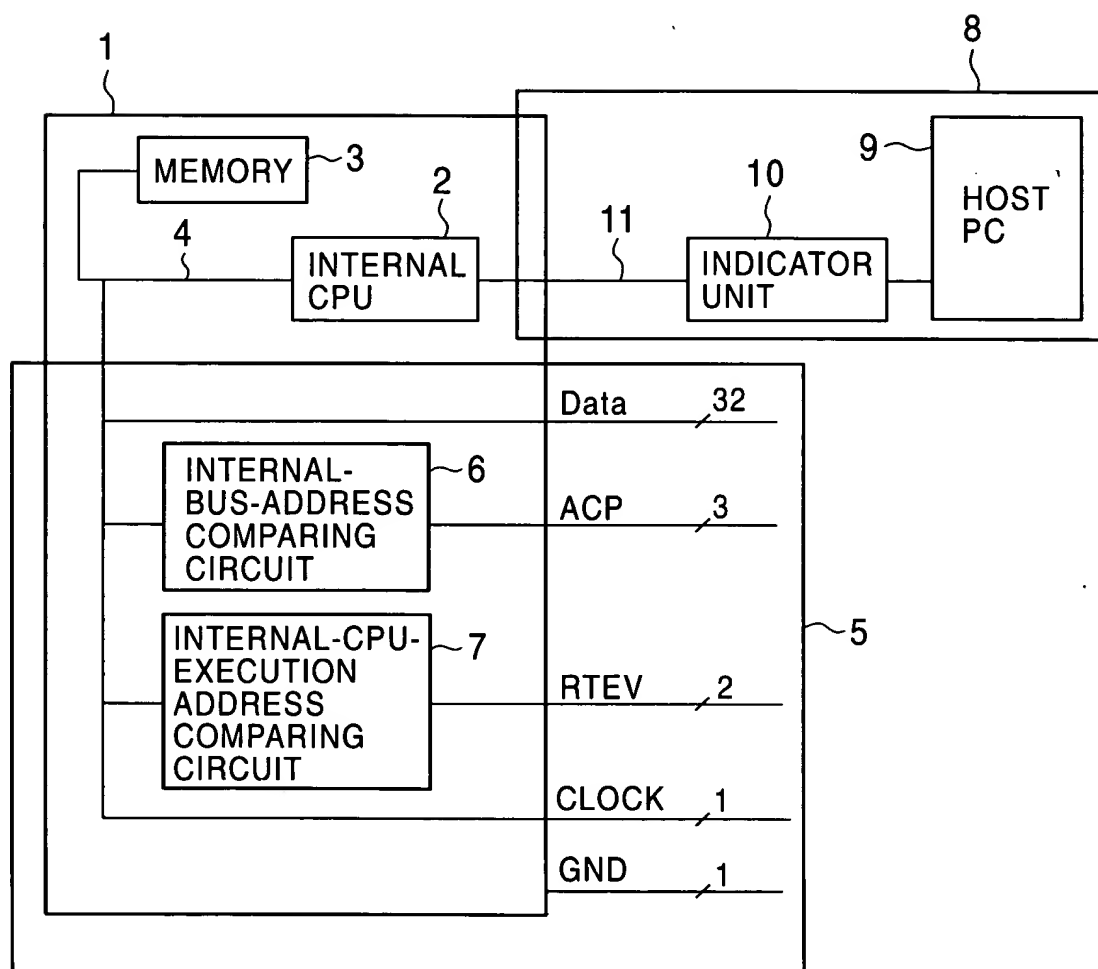 1
8
MEMORY
3
9
HOST
PC
2
10
4
INTERNAL
CPU
11
INDICATOR
UNIT
Data
32
INTERNAL-
BUS-ADDRESS
COMPARING
CIRCUIT
6
ACP
3
5
INTERNAL-CPU-
EXECUTION
ADDRESS
COMPARING
CIRCUIT
7
RTEV
2
CLOCK
1
GND
1